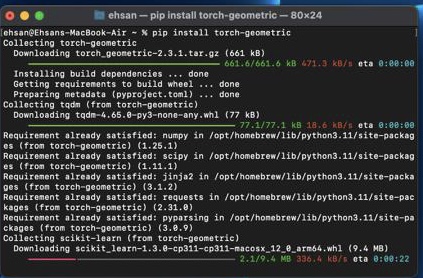 ehsan — pip install torch-geometric — 80×24
ehsan@Ehsans-MacBook-Air ~ % pip install torch-geometric
Collecting torch-geometric
Downloading torch_geometric-2.3.1.tar.gz (661 kB)
661.6/661.6 kB 471.3 kB/s eta 0:00:00
Installing build dependencies ... done
Getting requirements to build wheel ... done
Preparing metadata (pyproject.toml) ... done
Collecting tqdm (from torch-geometric)
Downloading tqdm-4.65.0-py3-none-any.whl (77 kB)
77.1/77.1 kB 18.6 kB/s eta 0:00:00
Requirement already satisfied: numpy in /opt/homebrew/lib/python3.11/site-packag
es (from torch-geometric) (1.25.1)
Requirement already satisfied: scipy in /opt/homebrew/lib/python3.11/site-packag
es (from torch-geometric) (1.11.1)
Requirement already satisfied: jinja2 in /opt/homebrew/lib/python3.11/site-packa
ges (from torch-geometric) (3.1.2)
Requirement already satisfied: requests in /opt/homebrew/lib/python3.11/site-pac
kages (from torch-geometric) (2.31.0)
Requirement already satisfied: pyparsing in /opt/homebrew/lib/python3.11/site-pa
ckages (from torch-geometric) (3.0.9)
Collecting scikit-learn (from torch-geometric)
Downloading scikit_learn-1.3.0-cp311-cp311-macosx_12_0_arm64.whl (9.4 MB)
2.1/9.4 MB 336.4 kB/s eta 0:00:22